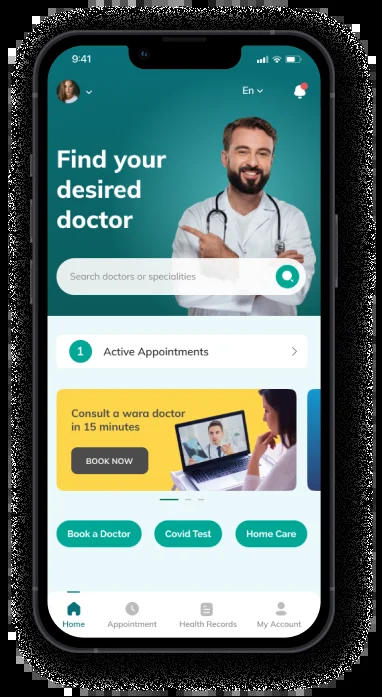 9:41
En
Find your
desired
doctor
Search doctors or specialities
1 Active Appointments
Consult a wara doctor
in 15 minutes
BOOK NOW
Book a Doctor Covid Test Home Care
Home Appointment Health Records My Account